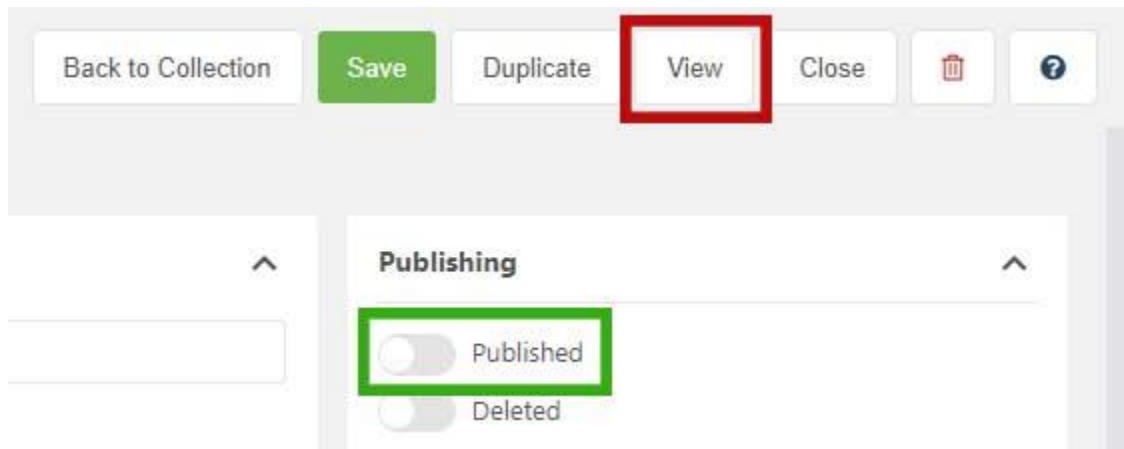 Back to Collection Save Duplicate View Close
Publishing
Published
Deleted